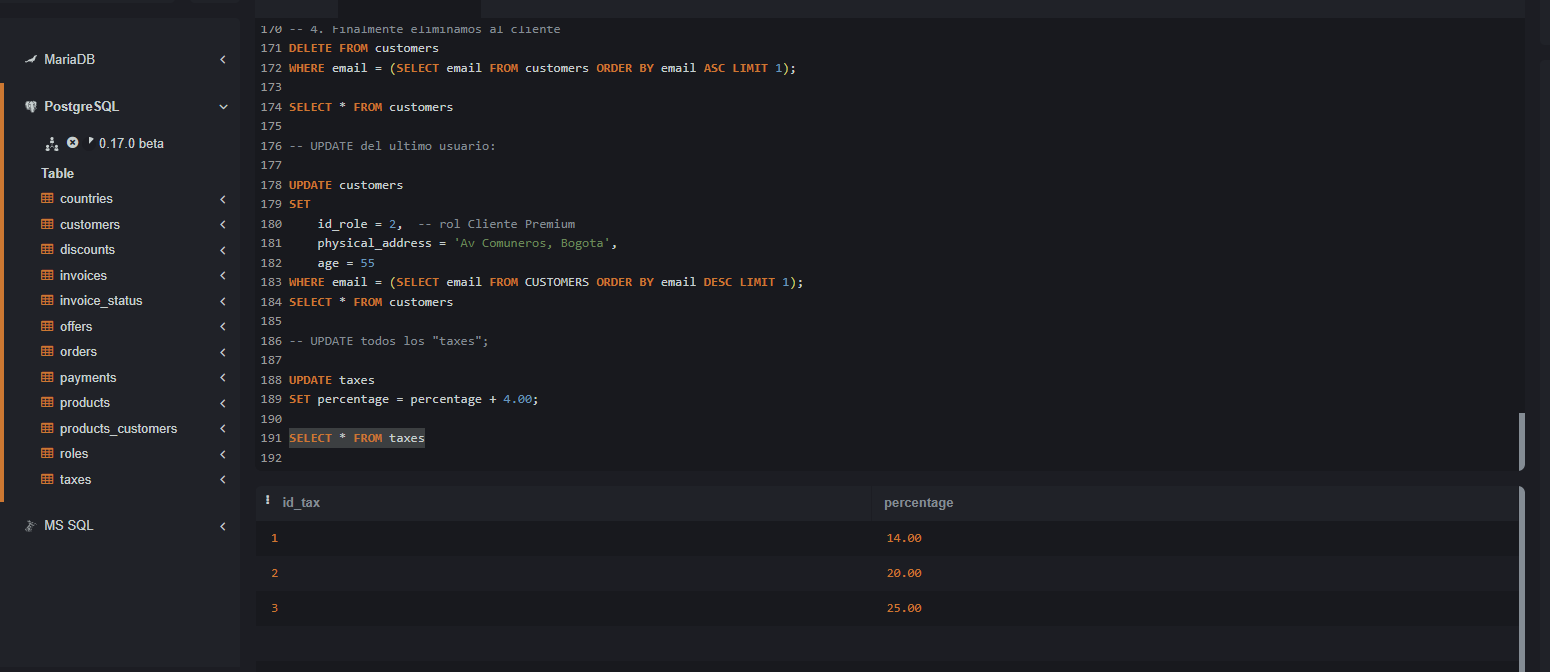 MariaDB
PostgreSQL
0.17.0 beta
Table
countries
customers
discounts
invoices
invoice_status
offers
orders
payments
products
products_customers
roles
taxes
MS SQL
170 -- 4. Finalmente eliminamos al cliente
171 DELETE FROM customers
172 WHERE email = (SELECT email FROM customers ORDER BY email ASC LIMIT 1);
173
174 SELECT * FROM customers
175
176 -- UPDATE del ultimo usuario:
177
178 UPDATE customers
179 SET
180     id_role = 2,  -- rol Cliente Premium
181     physical_address = 'Av Comuneros, Bogota',
182     age = 55
183 WHERE email = (SELECT email FROM CUSTOMERS ORDER BY email DESC LIMIT 1);
184 SELECT * FROM customers
185
186 -- UPDATE todos los "taxes";
187
188 UPDATE taxes
189 SET percentage = percentage + 4.00;
190
191 SELECT * FROM taxes
192
id_tax percentage
1 14.00
2 20.00
3 25.00